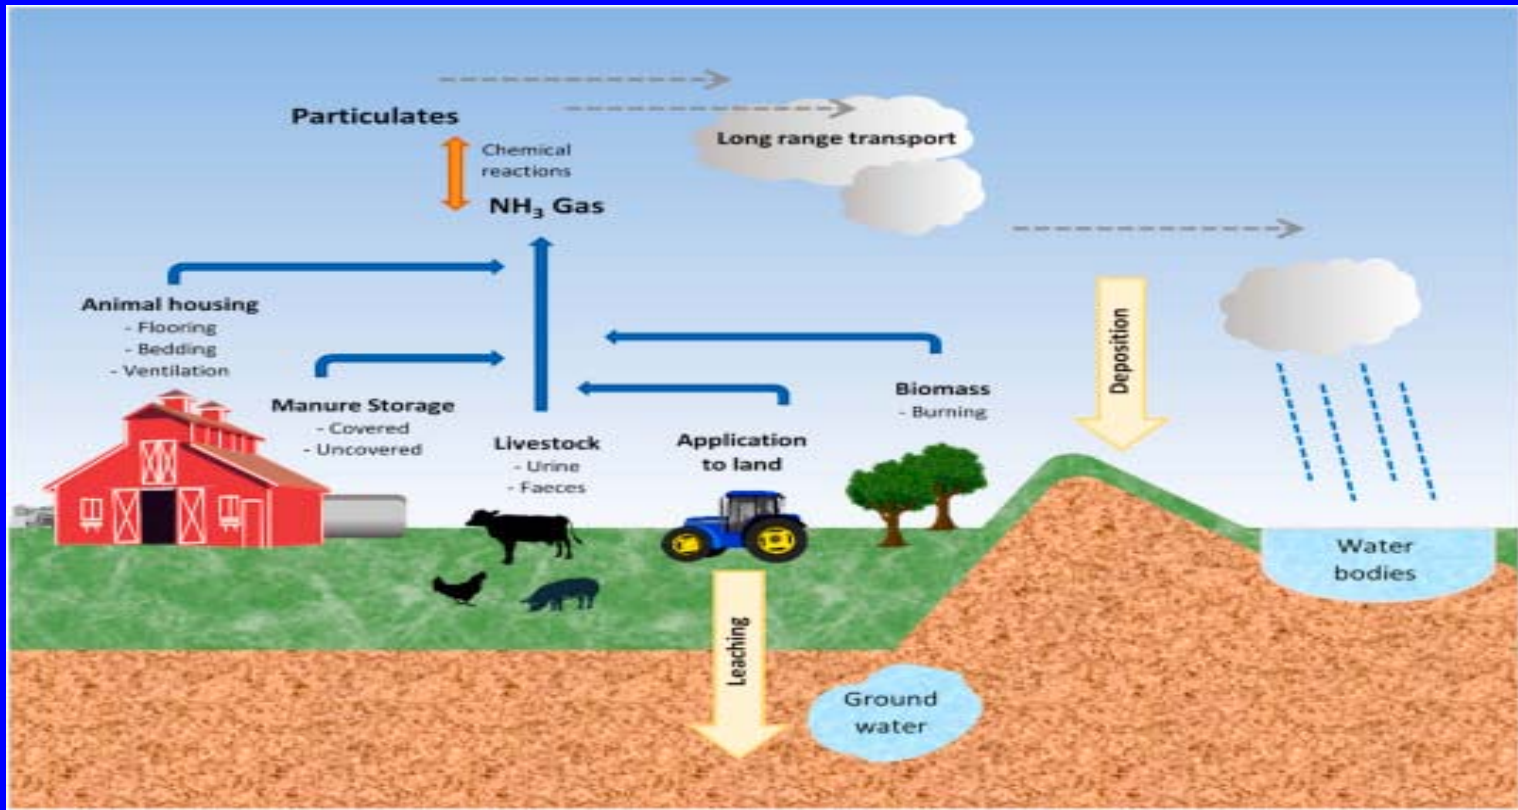 Particulates
Chemical
reactions
NH₃ Gas
Long range transport
Animal housing
- Flooring
- Bedding
- Ventilation
Manure Storage
- Covered
- Uncovered
Livestock
- Urine
- Faeces
Application
to land
Biomass
- Burning
Deposition
Leaching
Ground
water
Water
bodies